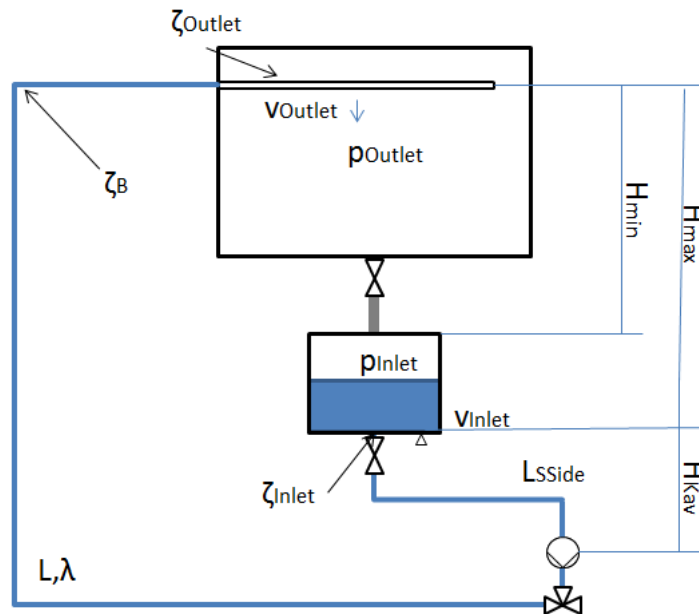 ζOutlet
vOutlet
pOutlet
ζB
Hmin
Hmax
pInlet
vInlet
ζInlet
LSSide
HKav
L,λ